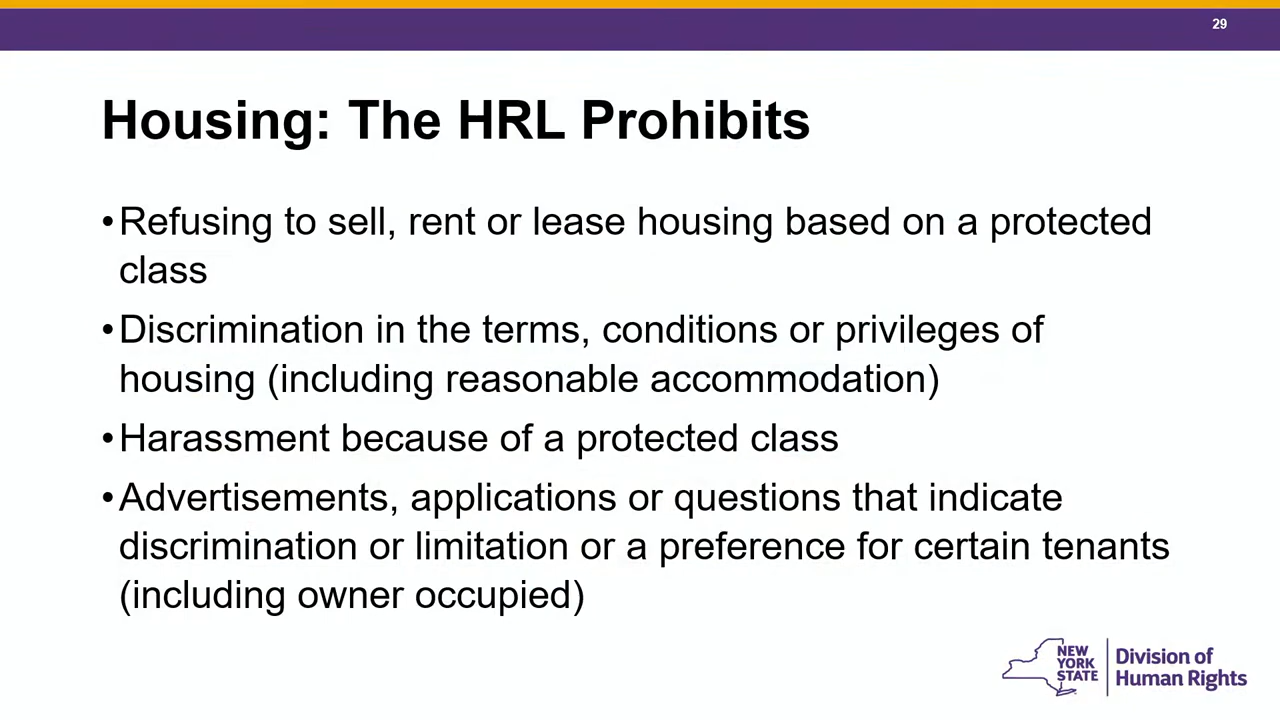 29
Housing: The HRL Prohibits
•Refusing to sell, rent or lease housing based on a protected
class
•Discrimination in the terms, conditions or privileges of
housing (including reasonable accommodation)
•Harassment because of a protected class
•Advertisements, applications or questions that indicate
discrimination or limitation or a preference for certain tenants
(including owner occupied)
NEW
YORK
STATE
Division of
Human Rights